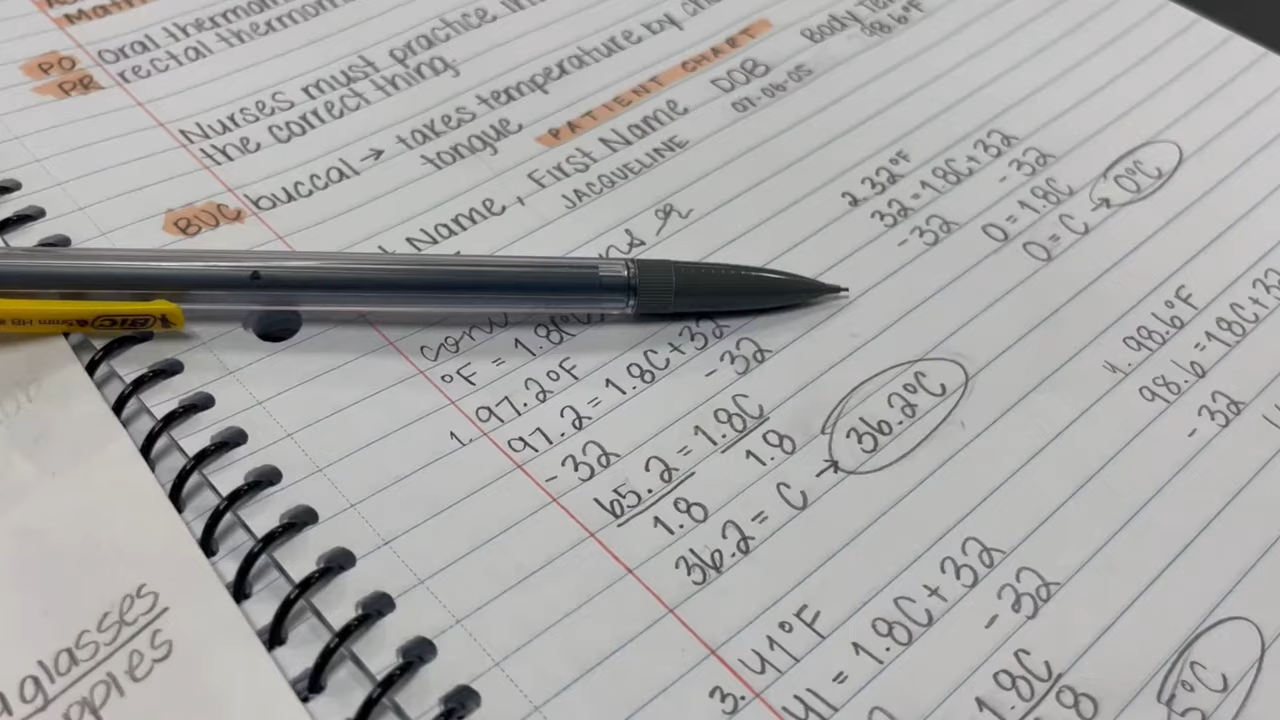 PO oral thermom
PR rectal thermom
Nurses must practice in
the correct thing.
BUC buccal → takes temperature by
tongue
PATIENT CHART
Name, First Name DOB Body Te
JACQUELINE 07-06-05 98.6°F
°F = 1.8(
1. 97.2°F
97.2 = 1.8C + 32
-32 -32
65.2 = 1.8C
1.8 1.8
36.2 = C → 36.2°C
2. 32°F
32 = 1.8C + 32
-32 -32
0 = 1.8C
0 = C → 0°C
3. 41°F
41 = 1.8C + 32
-32
1.8C
8
5°C
4. 98.6°F
98.6 = 1.8C + 32
-32
glasses
BIC